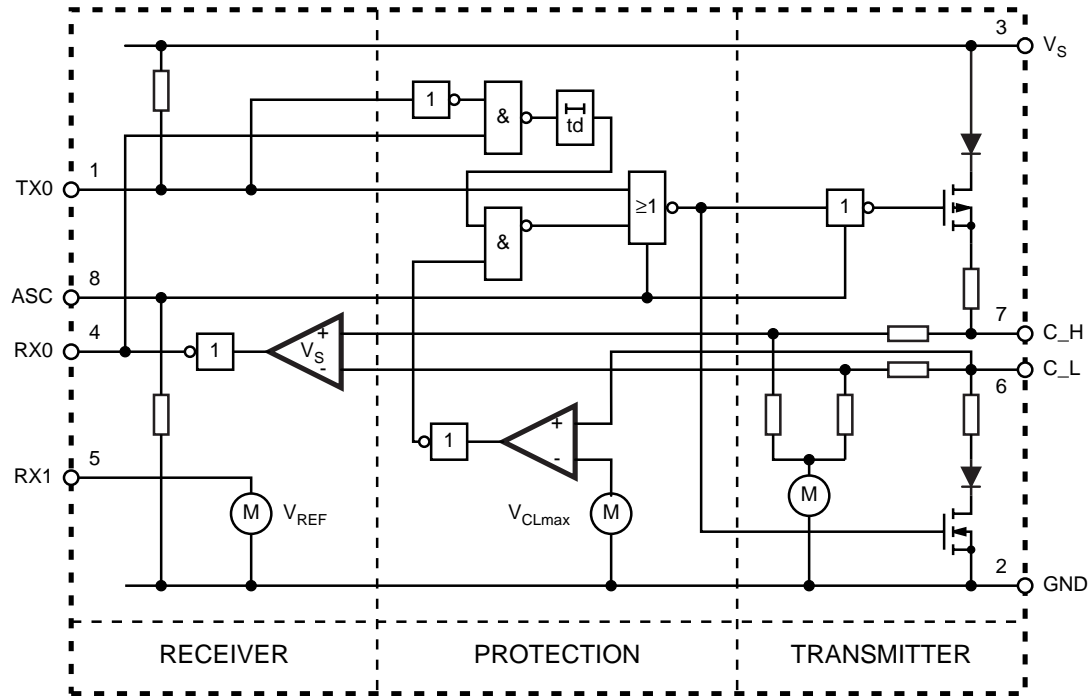 3
V_S
1
&
td
1
TX0
≥1
1
&
8
ASC
4
RX0
1
+
V_S
-
7
C_H
C_L
6
1
+
-
5
RX1
M
V_REF
V_CLmax
M
M
2
GND
RECEIVER
PROTECTION
TRANSMITTER